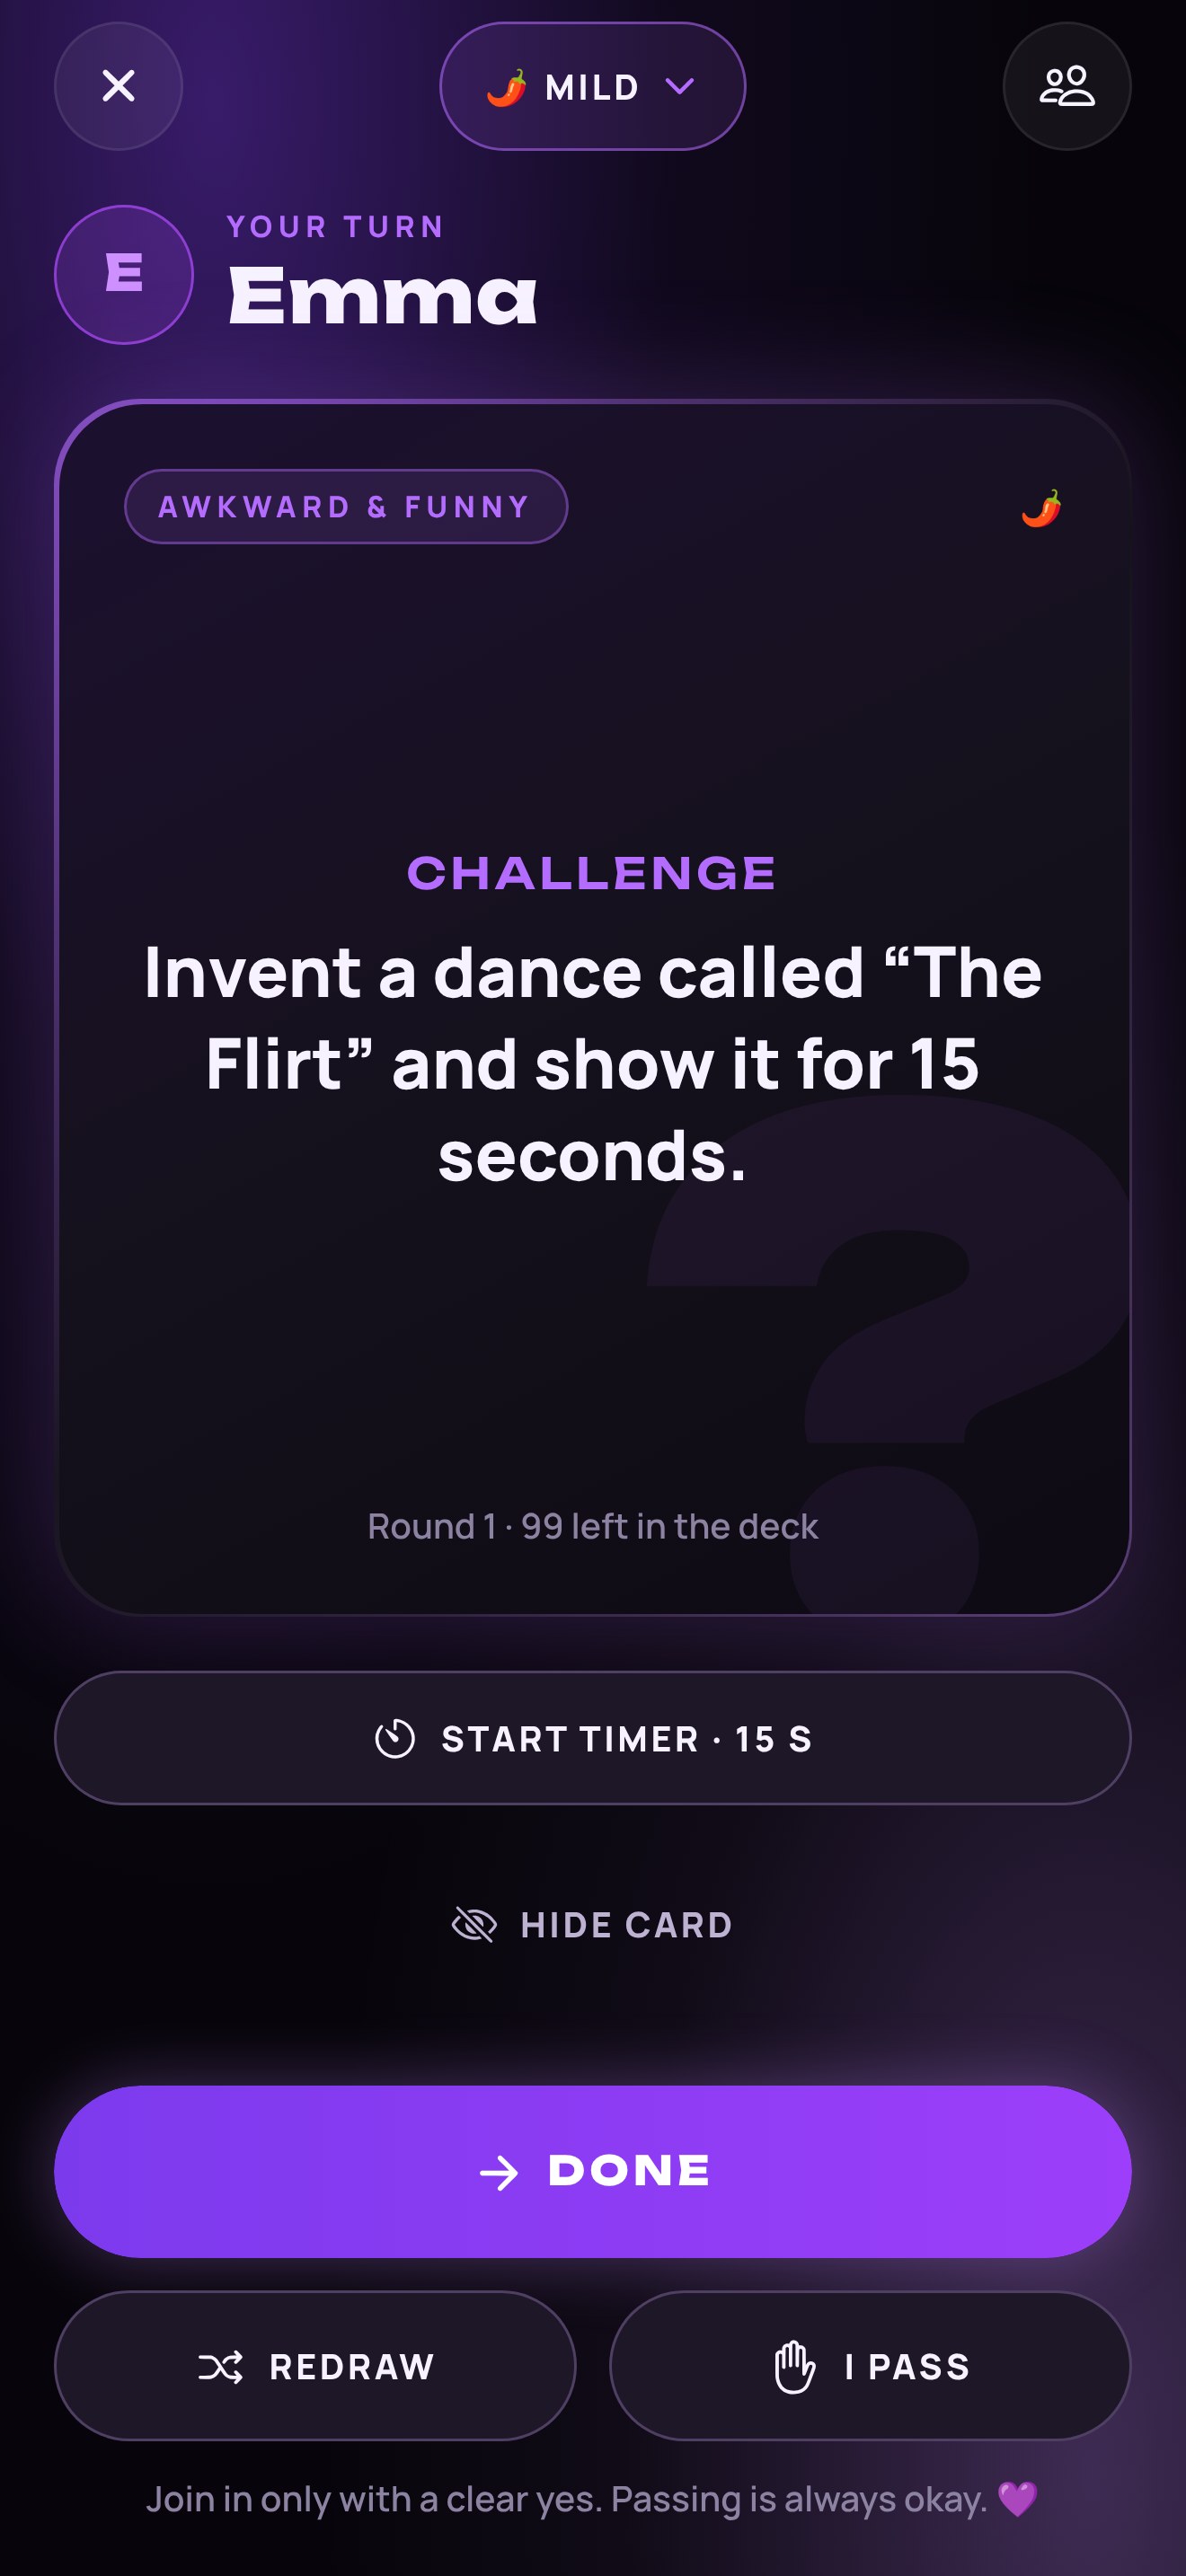 🌶️ MILD
YOUR TURN
E
Emma
AWKWARD & FUNNY 🌶️
CHALLENGE
Invent a dance called “The
Flirt” and show it for 15
seconds.
?
Round 1 · 99 left in the deck
START TIMER · 15 S
HIDE CARD
DONE
REDRAW
I PASS
Join in only with a clear yes. Passing is always okay. 💜